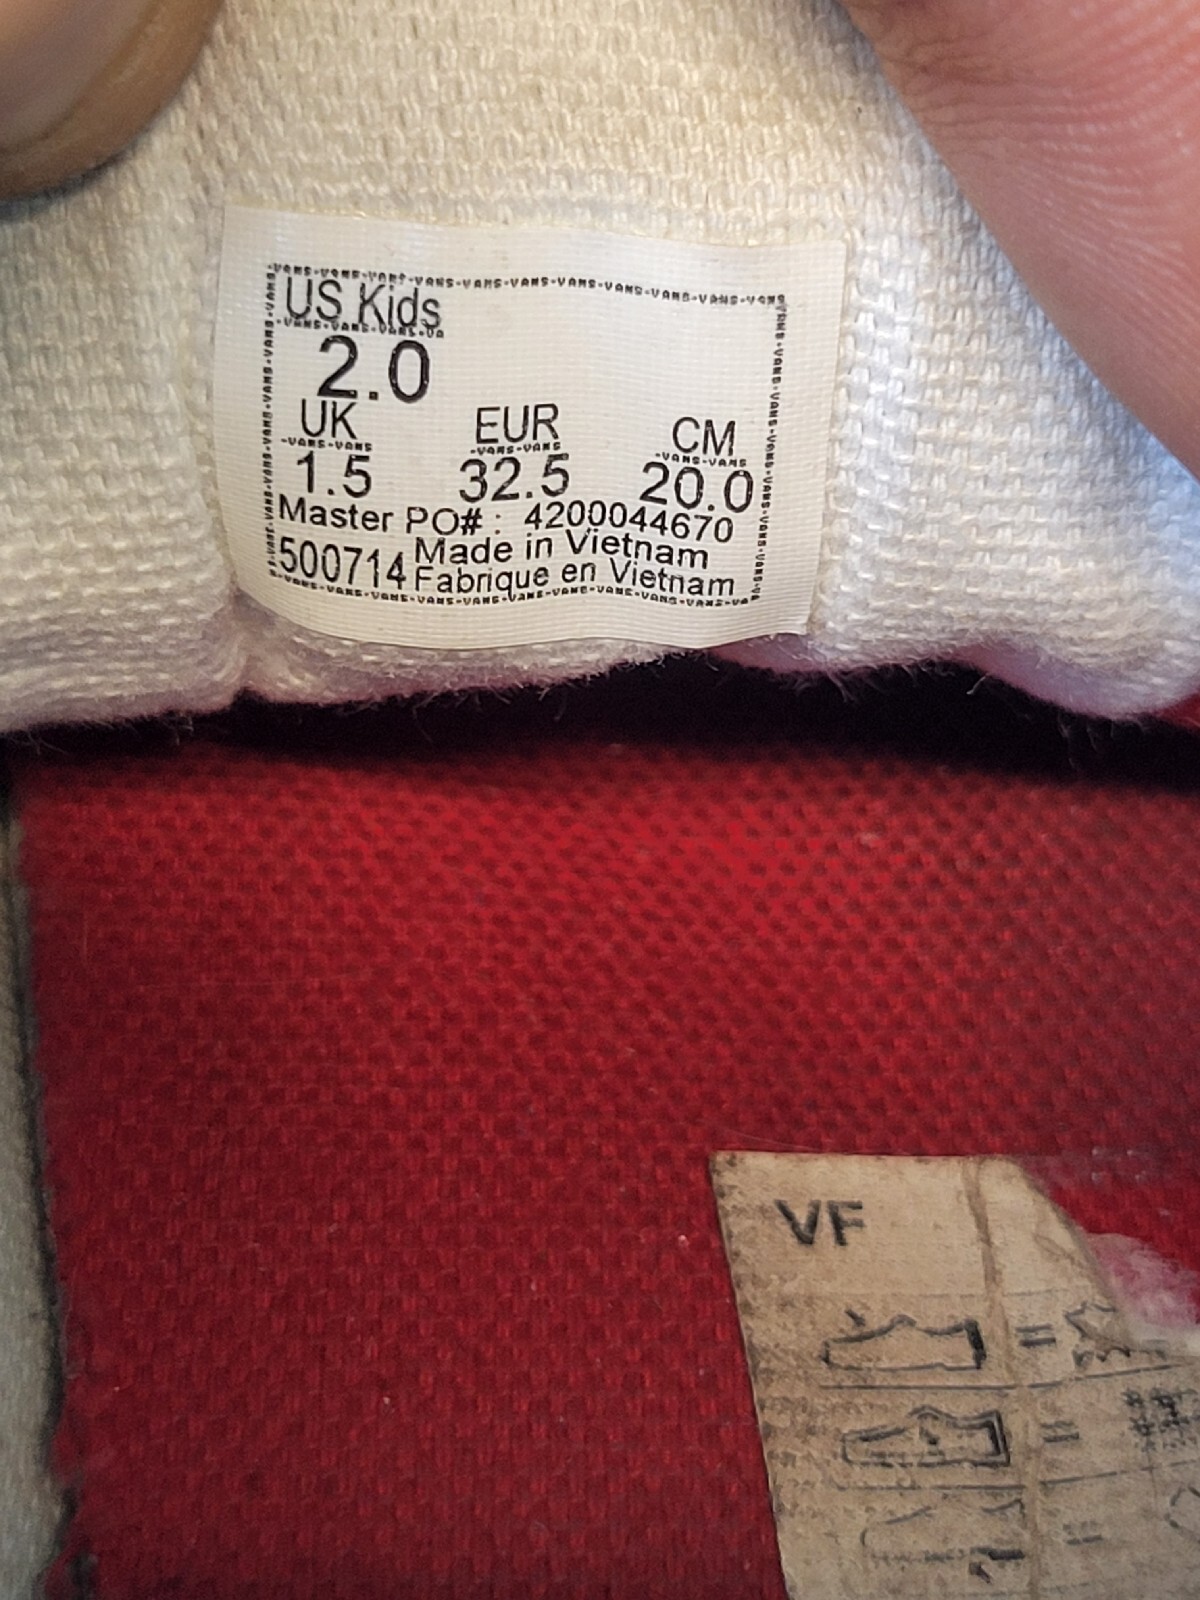 US Kids
2.0
UK EUR CM
1.5 32.5 20.0
Master PO# : 4200044670
500714 Made in Vietnam
Fabrique en Vietnam
VF
=
=
=